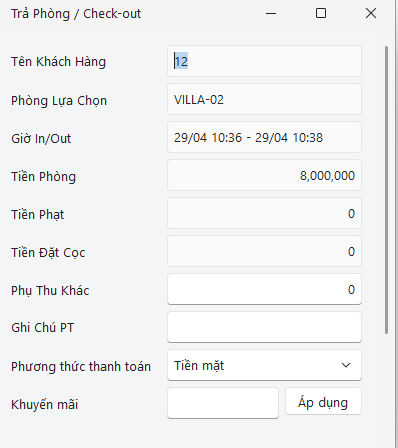 Trả Phòng / Check-out
Tên Khách Hàng 12
Phòng Lựa Chọn VILLA-02
Giờ In/Out 29/04 10:36 - 29/04 10:38
Tiền Phòng 8,000,000
Tiền Phạt 0
Tiền Đặt Cọc 0
Phụ Thu Khác 0
Ghi Chú PT
Phương thức thanh toán Tiền mặt
Khuyến mãi Áp dụng